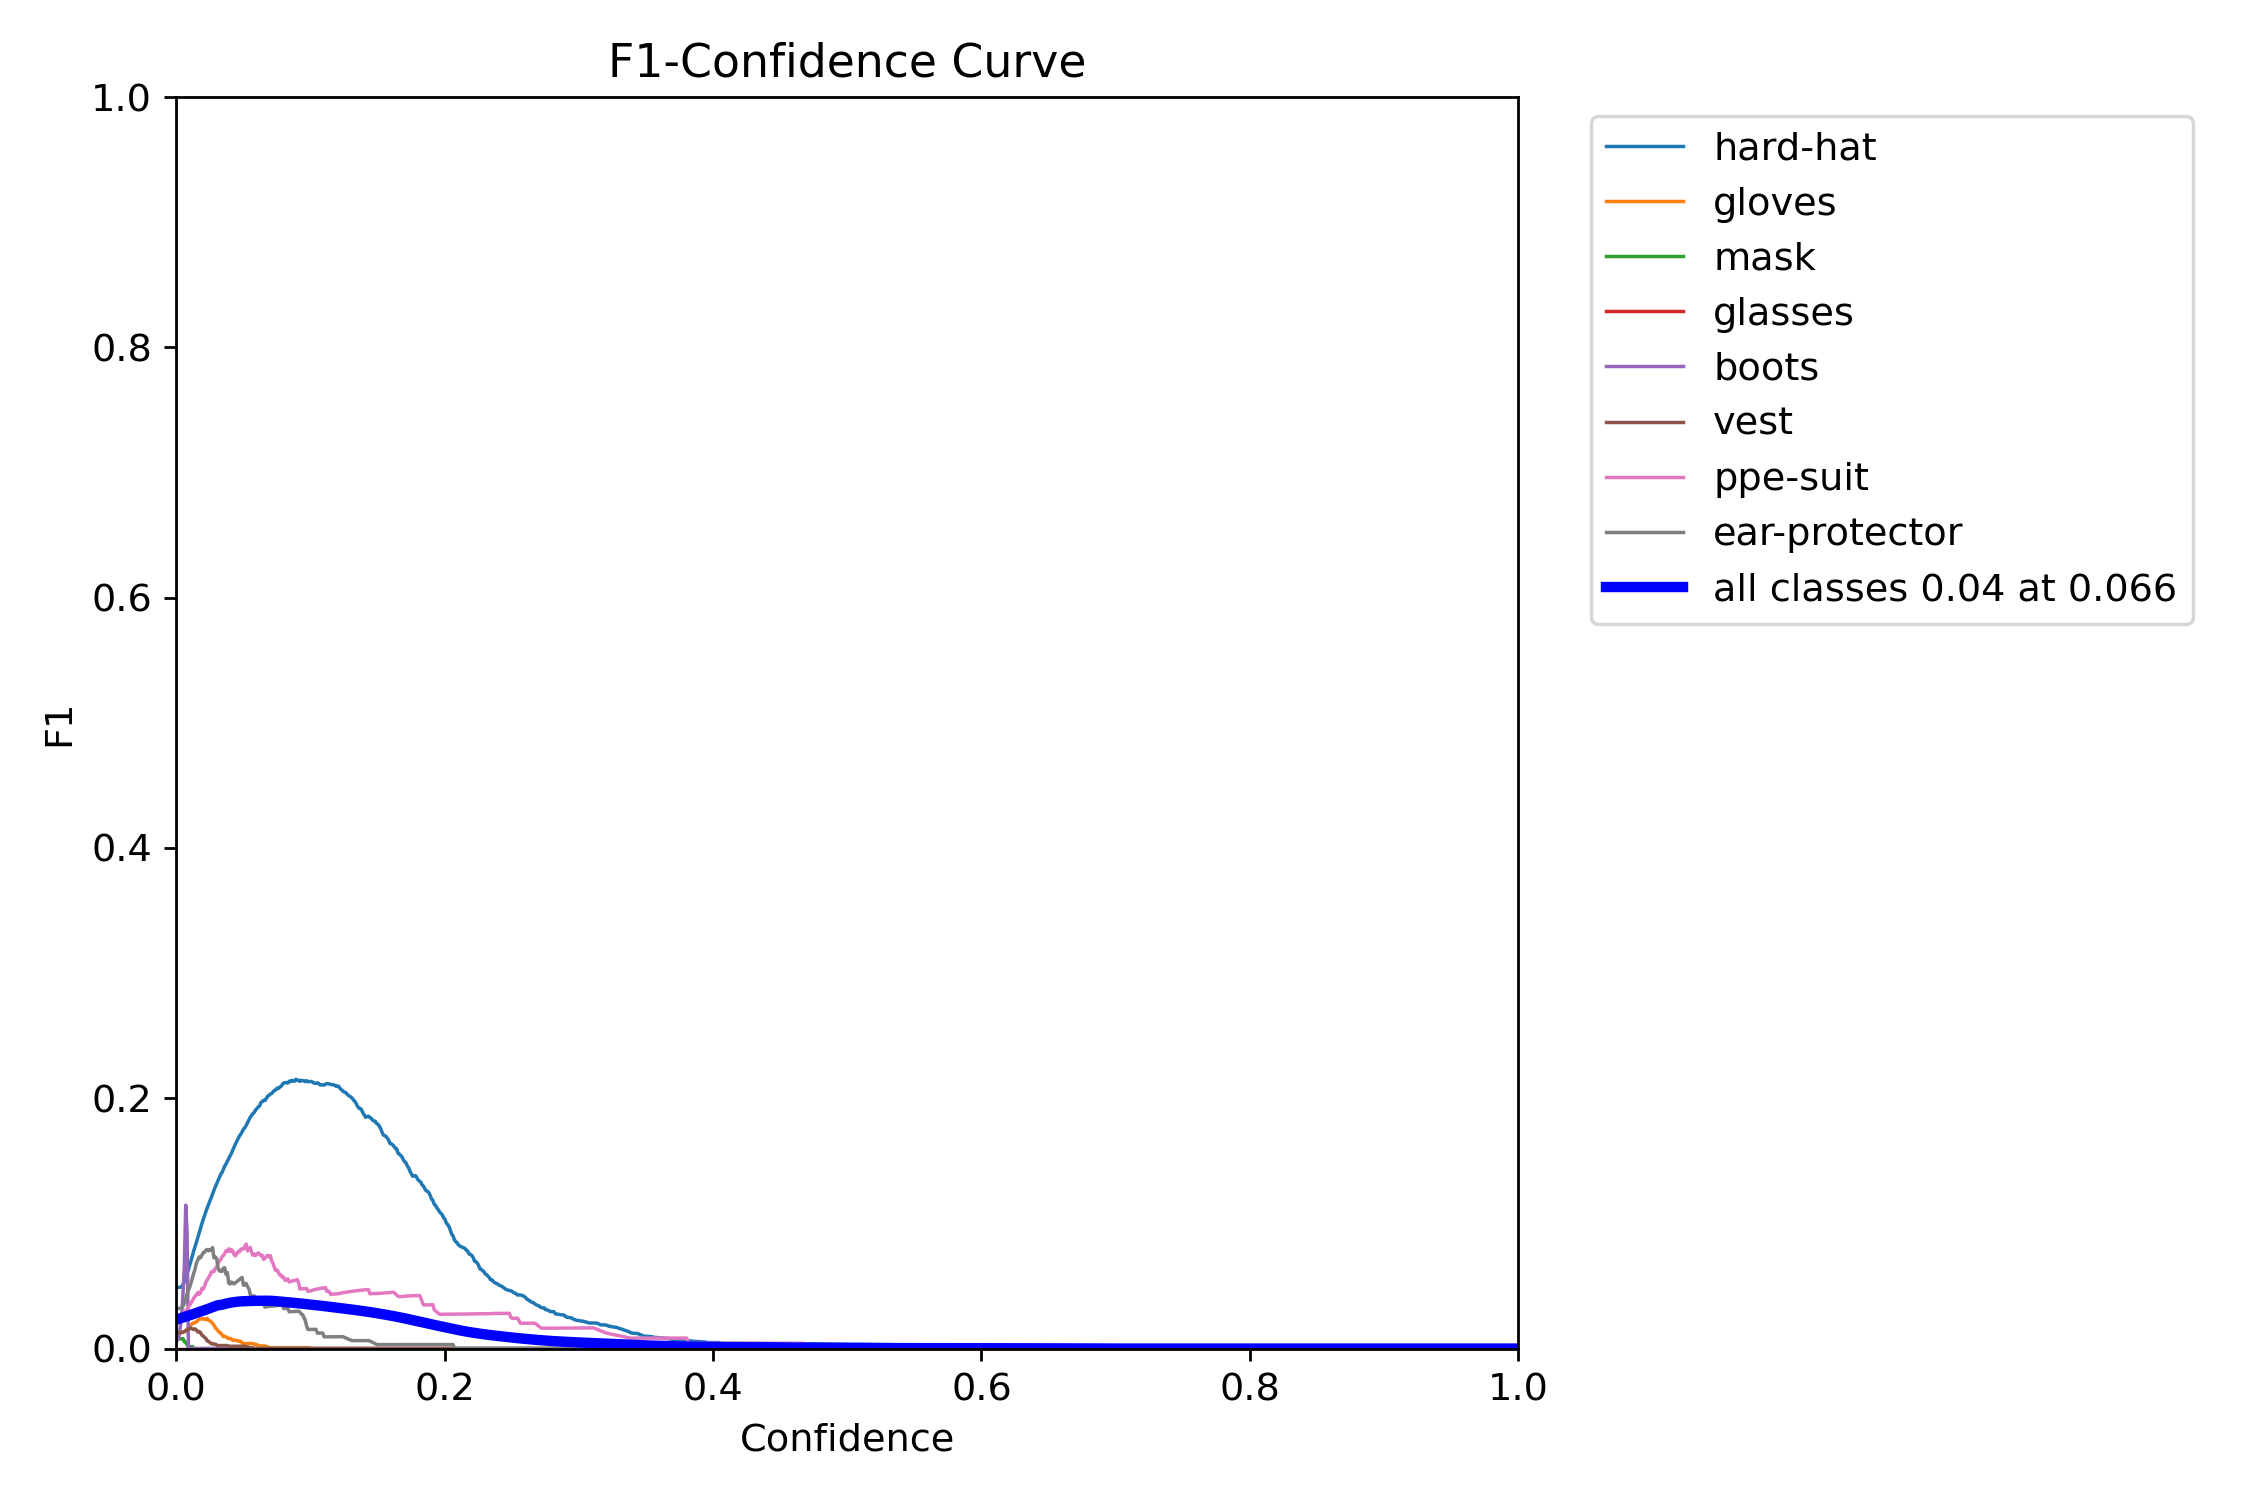 F1-Confidence Curve
1.0
0.8
0.6
0.4
0.2
0.0
F1
0.0 0.2 0.4 0.6 0.8 1.0
Confidence
hard-hat
gloves
mask
glasses
boots
vest
ppe-suit
ear-protector
all classes 0.04 at 0.066